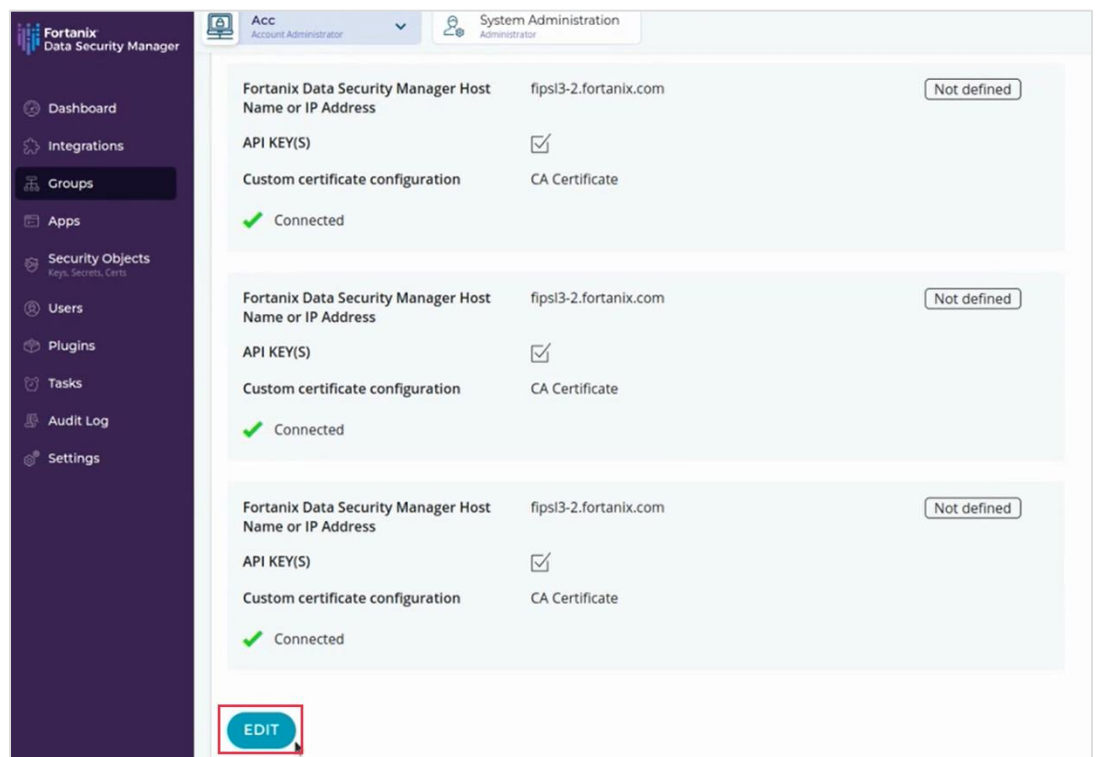 Fortanix
Data Security Manager
Acc
Account Administrator
System Administration
Administrator
Dashboard
Integrations
Groups
Apps
Security Objects
Keys, Secrets, Certs
Users
Plugins
Tasks
Audit Log
Settings
Fortanix Data Security Manager Host
Name or IP Address
fipsl3-2.fortanix.com
Not defined
API KEY(S)
Custom certificate configuration
CA Certificate
Connected
Fortanix Data Security Manager Host
Name or IP Address
fipsl3-2.fortanix.com
Not defined
API KEY(S)
Custom certificate configuration
CA Certificate
Connected
Fortanix Data Security Manager Host
Name or IP Address
fipsl3-2.fortanix.com
Not defined
API KEY(S)
Custom certificate configuration
CA Certificate
Connected
EDIT